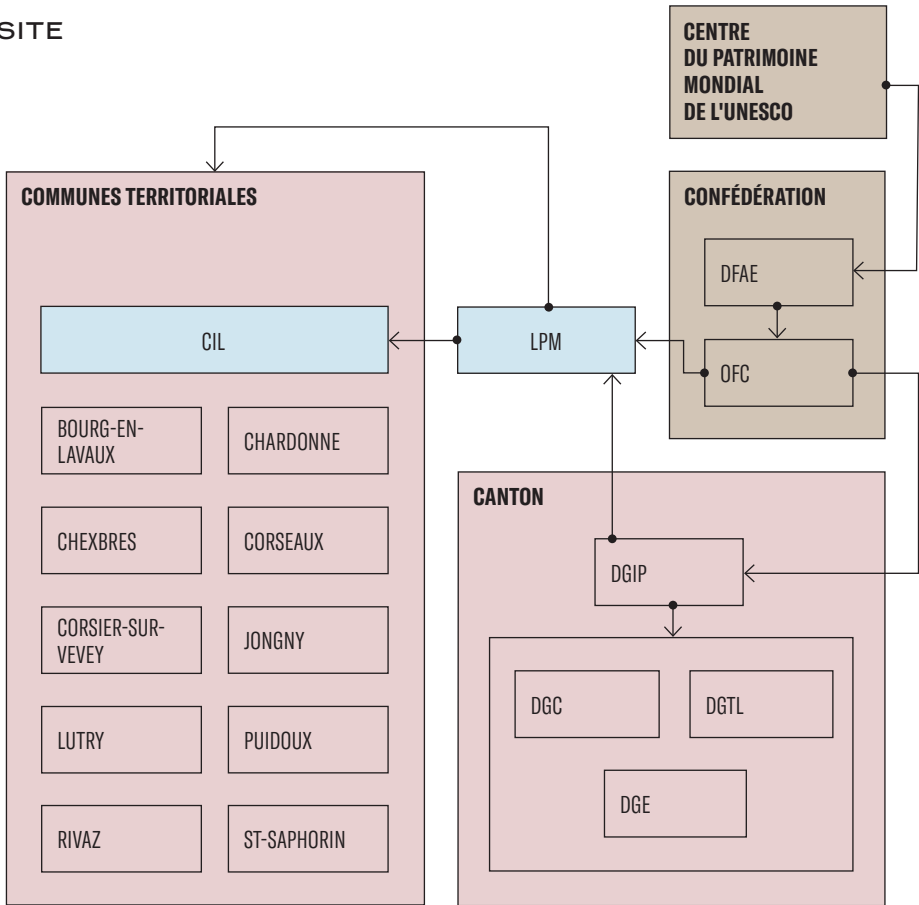 SITE
CENTRE
DU PATRIMOINE
MONDIAL
DE L'UNESCO
COMMUNES TERRITORIALES
CONFÉDÉRATION
DFAE
CIL
LPM
OFC
BOURG-EN-
LAVAUX
CHARDONNE
CANTON
CHEXBRES
CORSEAUX
DGIP
CORSIER-SUR-
VEVEY
JONGNY
DGC
DGTL
LUTRY
PUIDOUX
DGE
RIVAZ
ST-SAPHORIN